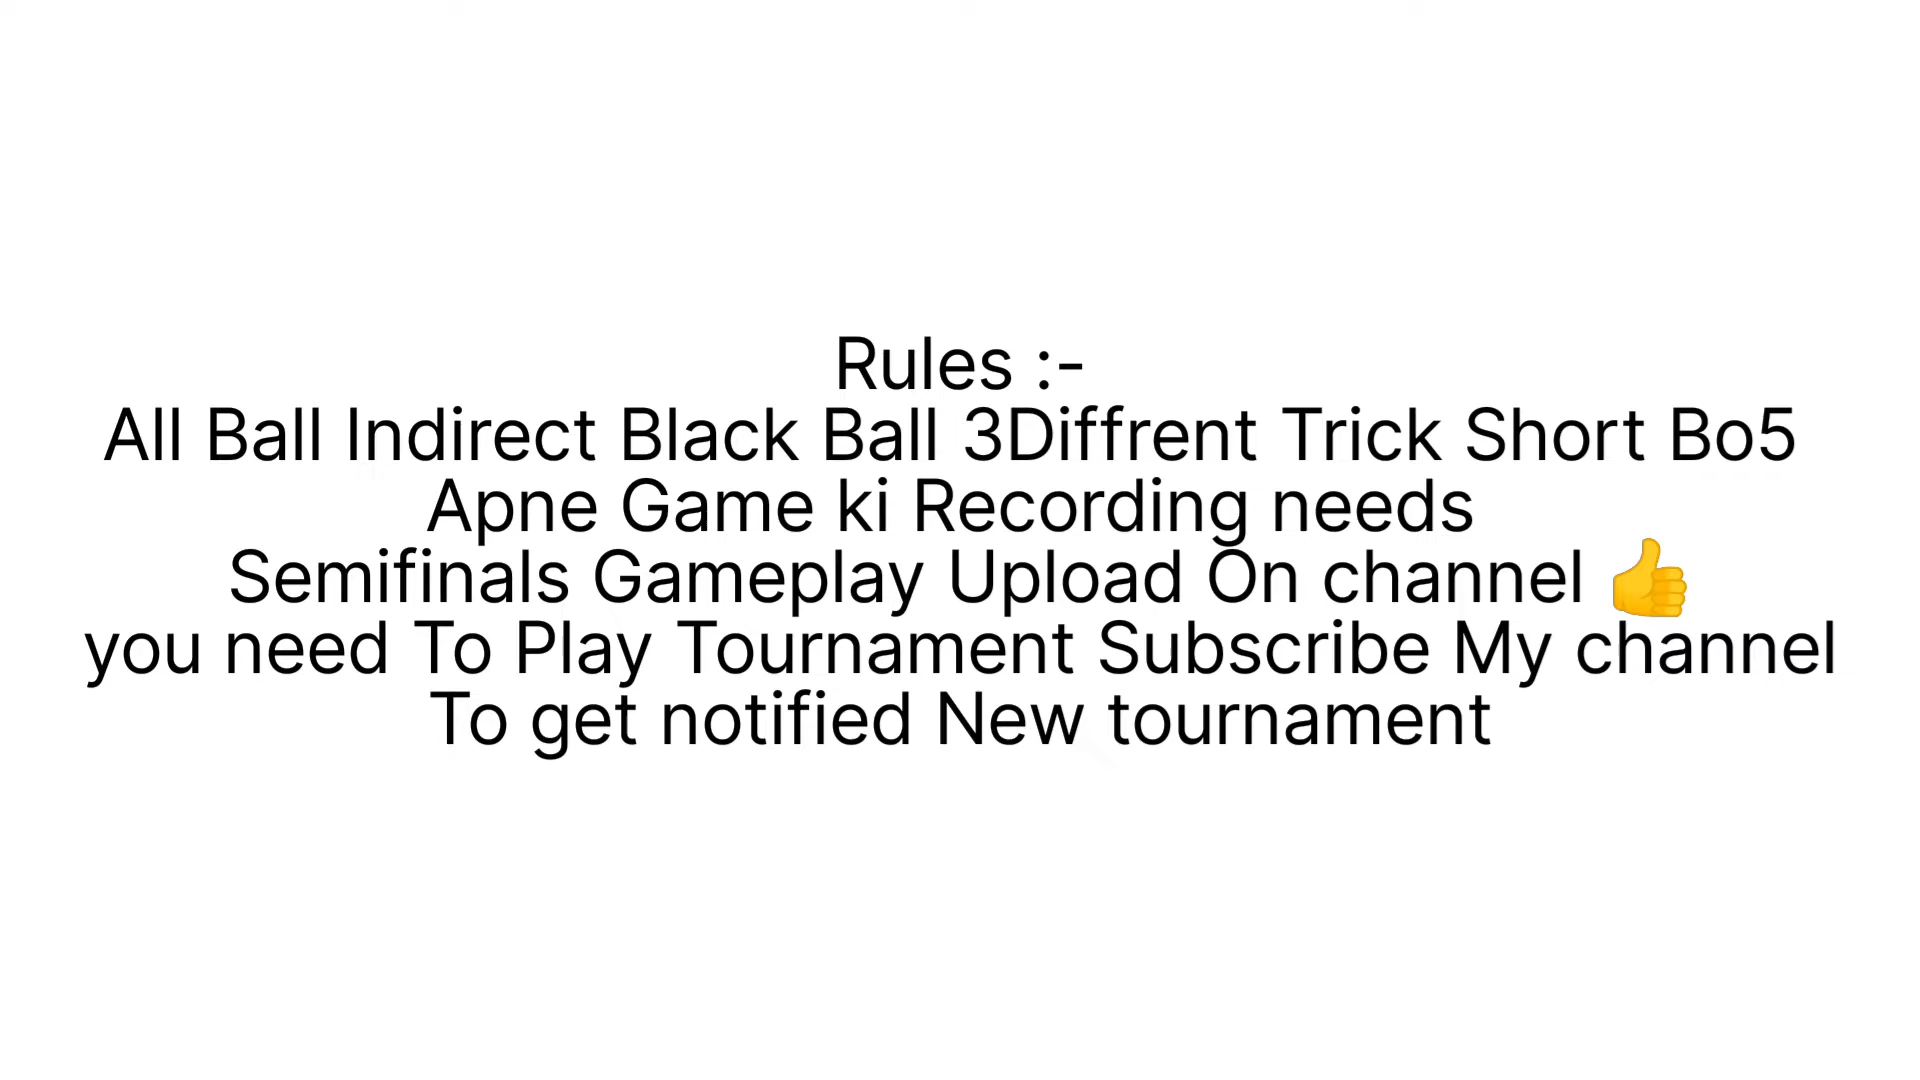 Rules :-
All Ball Indirect Black Ball 3Diffrent Trick Short Bo5
Apne Game ki Recording needs
Semifinals Gameplay Upload On channel 👍
you need To Play Tournament Subscribe My channel
To get notified New tournament